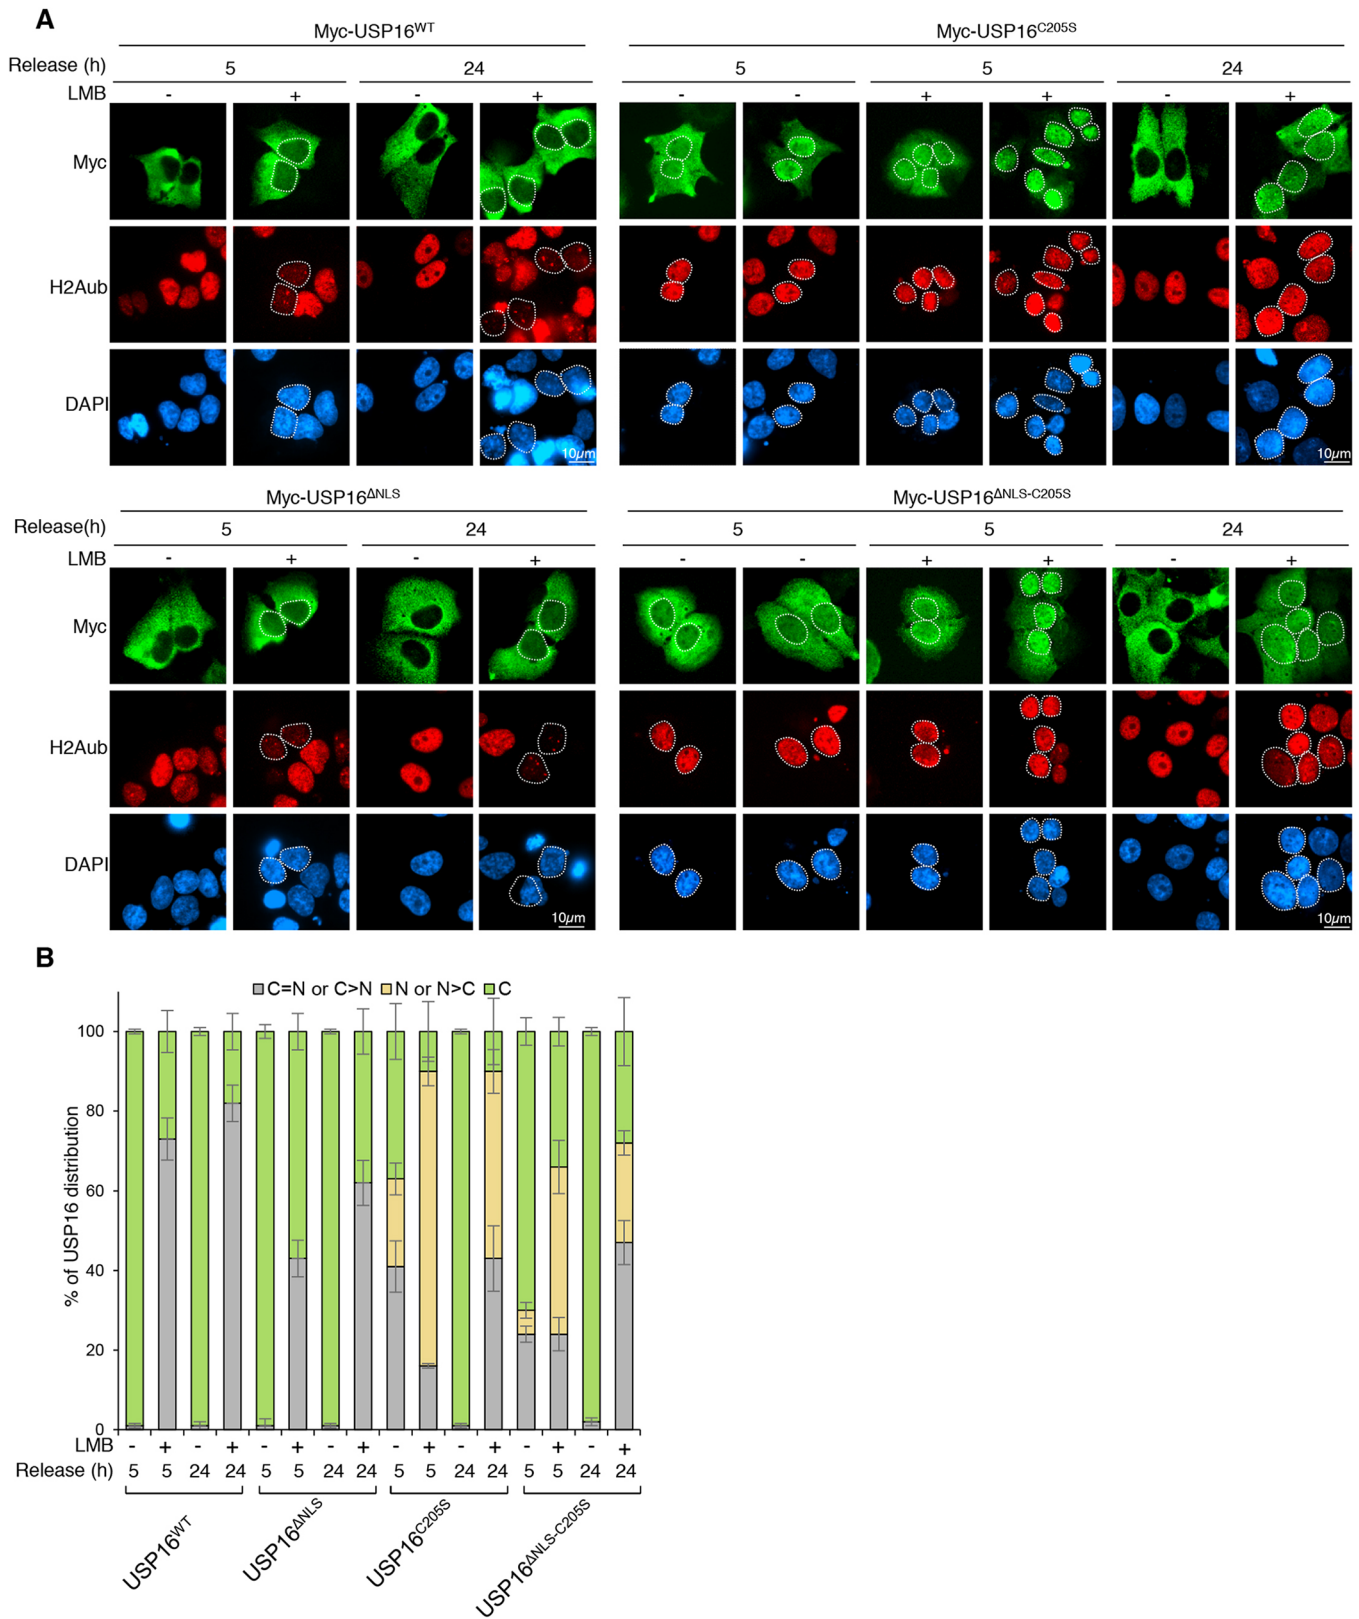 A
Myc-USP16WT Myc-USP16C205S
Release (h) 5 24 5 5 24
LMB - + - + - - + + - +
Myc
H2Aub
DAPI
10µm 10µm
Myc-USP16ΔNLS Myc-USP16ΔNLS-C205S
Release(h) 5 24 5 5 24
LMB - + - + - - + + - +
Myc
H2Aub
DAPI
10µm 10µm
B
C=N or C>N N or N>C C
% of USP16 distribution
100
80
60
40
20
0
LMB - + - + - + - + - + - + - + - +
Release (h) 5 5 24 24 5 5 24 24 5 5 24 24 5 5 24 24
USP16WT USP16ΔNLS USP16C205S USP16ΔNLS-C205S